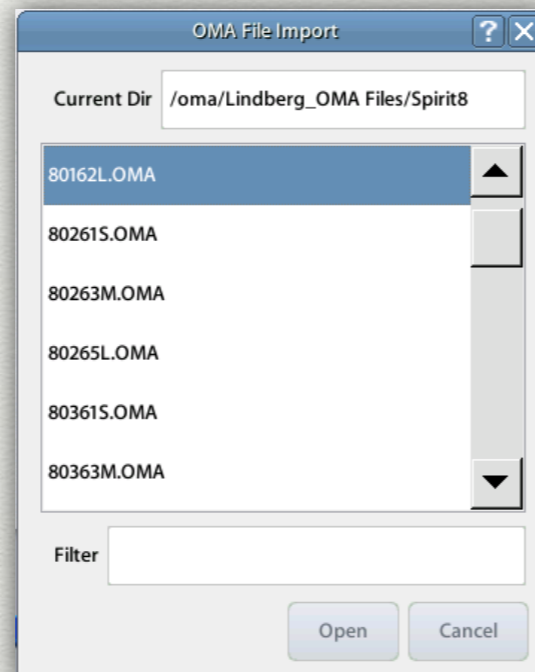 OMA File Import ?
Current Dir /oma/Lindberg_OMA Files/Spirit8
80162L.OMA
80261S.OMA
80263M.OMA
80265L.OMA
80361S.OMA
80363M.OMA
Filter
Open Cancel